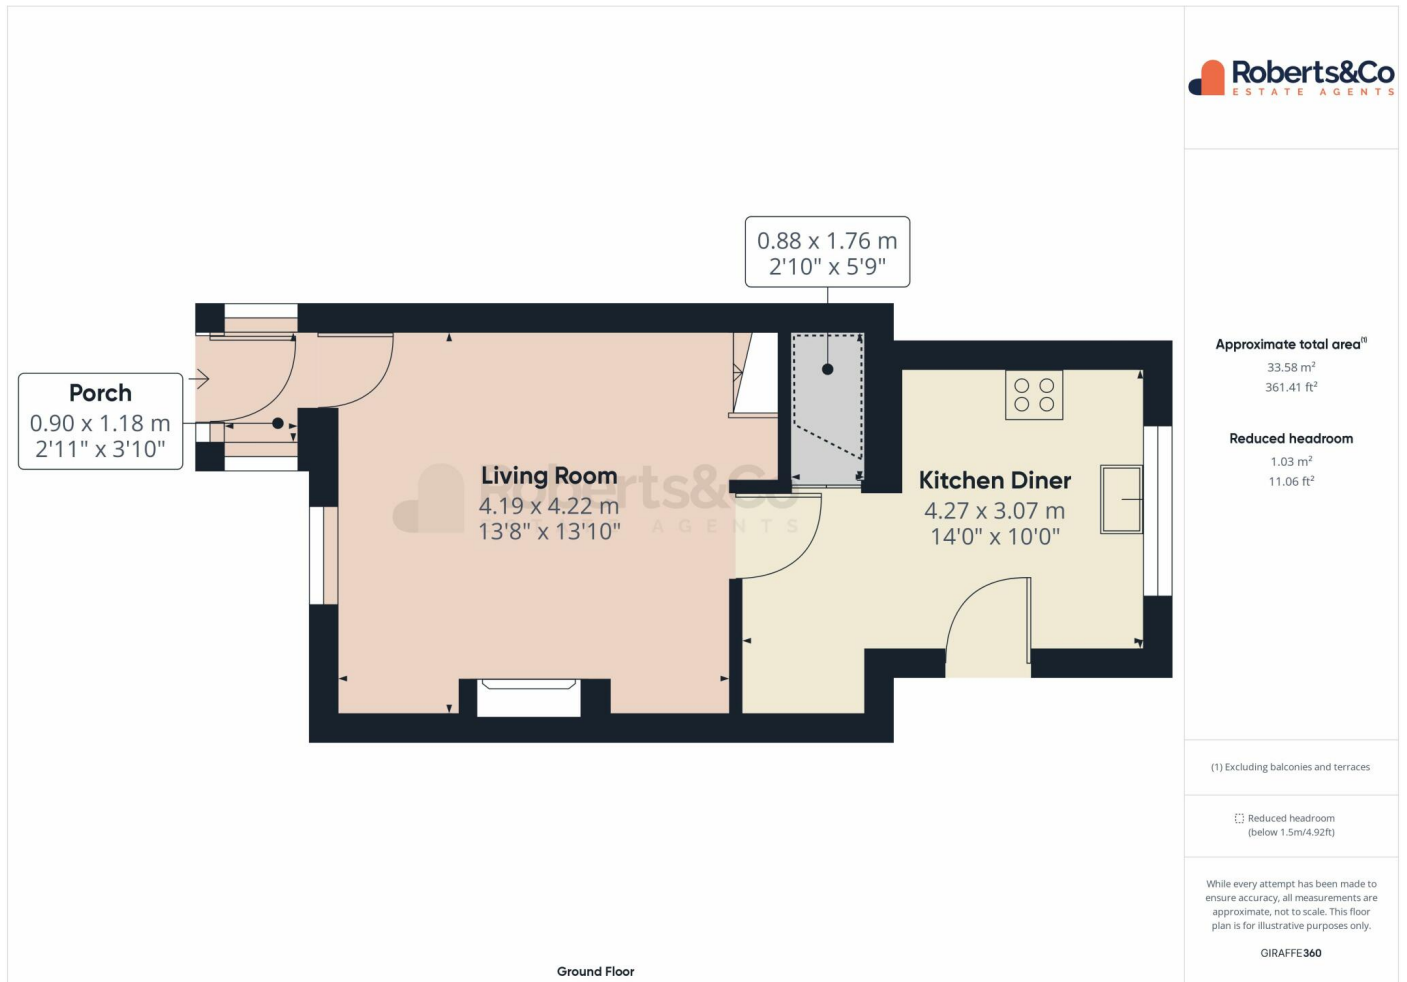 Roberts&Co
ESTATE AGENTS
0.88 x 1.76 m
2'10" x 5'9"
Porch
0.90 x 1.18 m
2'11" x 3'10"
Roberts&Co
ESTATE AGENTS
Living Room
4.19 x 4.22 m
13'8" x 13'10"
Kitchen Diner
4.27 x 3.07 m
14'0" x 10'0"
Ground Floor
Approximate total area(1)
33.58 m²
361.41 ft²
Reduced headroom
1.03 m²
11.06 ft²
(1) Excluding balconies and terraces
Reduced headroom
(below 1.5m/4.92ft)
While every attempt has been made to
ensure accuracy, all measurements are
approximate, not to scale. This floor
plan is for illustrative purposes only.
GIRAFFE360